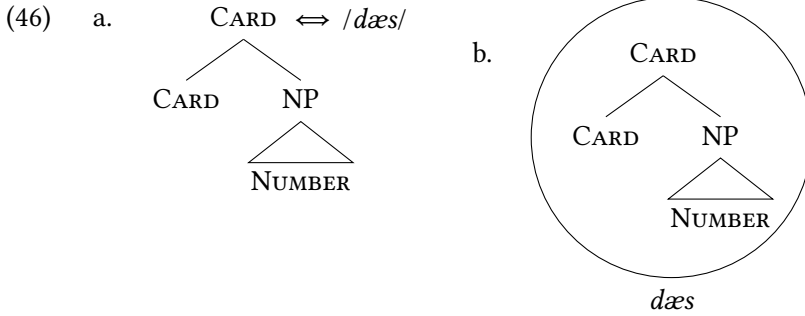 (46) a. CARD ⇔ /dæs/
CARD NP
NUMBER
b. CARD
CARD NP
NUMBER
dæs